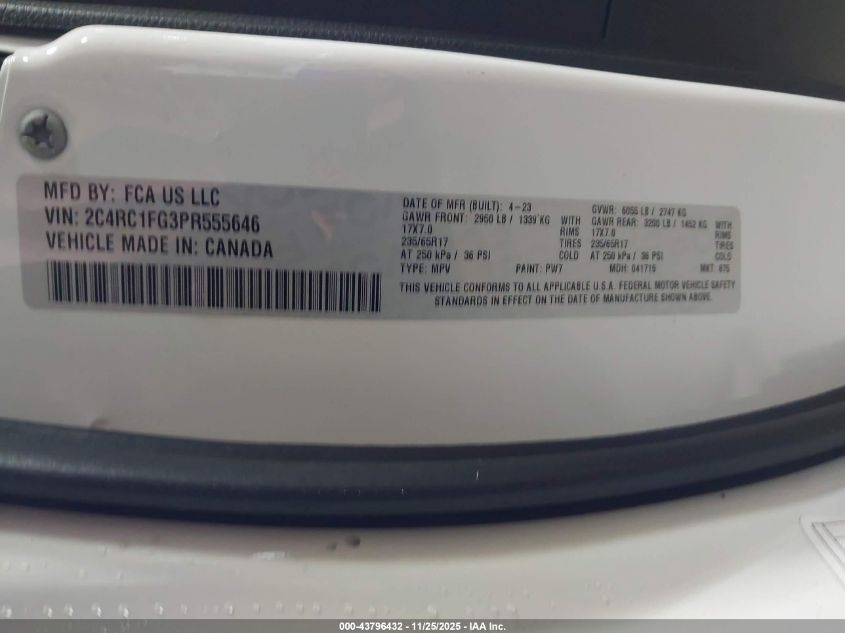 MFD BY: FCA US LLC
VIN: 2C4RC1FG3PR555646
VEHICLE MADE IN: CANADA
DATE OF MFR (BUILT): 4-23
GAWR FRONT: 2950 LB / 1339 KG WITH
17X7.0 RIMS
235/65R17 TIRES
AT 250 kPa / 36 PSI COLD
GVWR: 6055 LB / 2747 KG
GAWR REAR: 3200 LB / 1452 KG WITH
17X7.0 RIMS
235/65R17 TIRES
AT 250 kPa / 36 PSI COLD
TYPE: MPV PAINT: PW7 MDH: 041719 MKT: 875
THIS VEHICLE CONFORMS TO ALL APPLICABLE U.S.A. FEDERAL MOTOR VEHICLE SAFETY
STANDARDS IN EFFECT ON THE DATE OF MANUFACTURE SHOWN ABOVE.
000-43796432 - 11/25/2025 - IAA Inc.